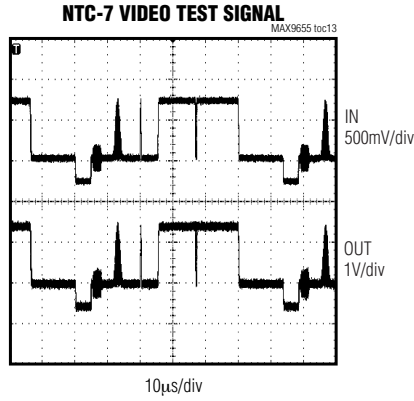 NTC-7 VIDEO TEST SIGNAL
MAX9655 toc13
T
IN
500mV/div
OUT
1V/div
10µs/div